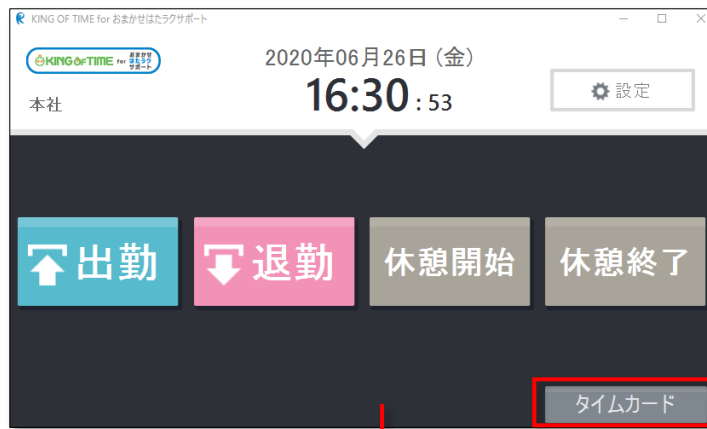 KING OF TIME for おまかせはたラクサポート
KING OF TIME for おまかせ はたラク サポート
2020年06月26日 (金)
16:30 : 53
設定
本社
出勤
退勤
休憩開始
休憩終了
タイムカード